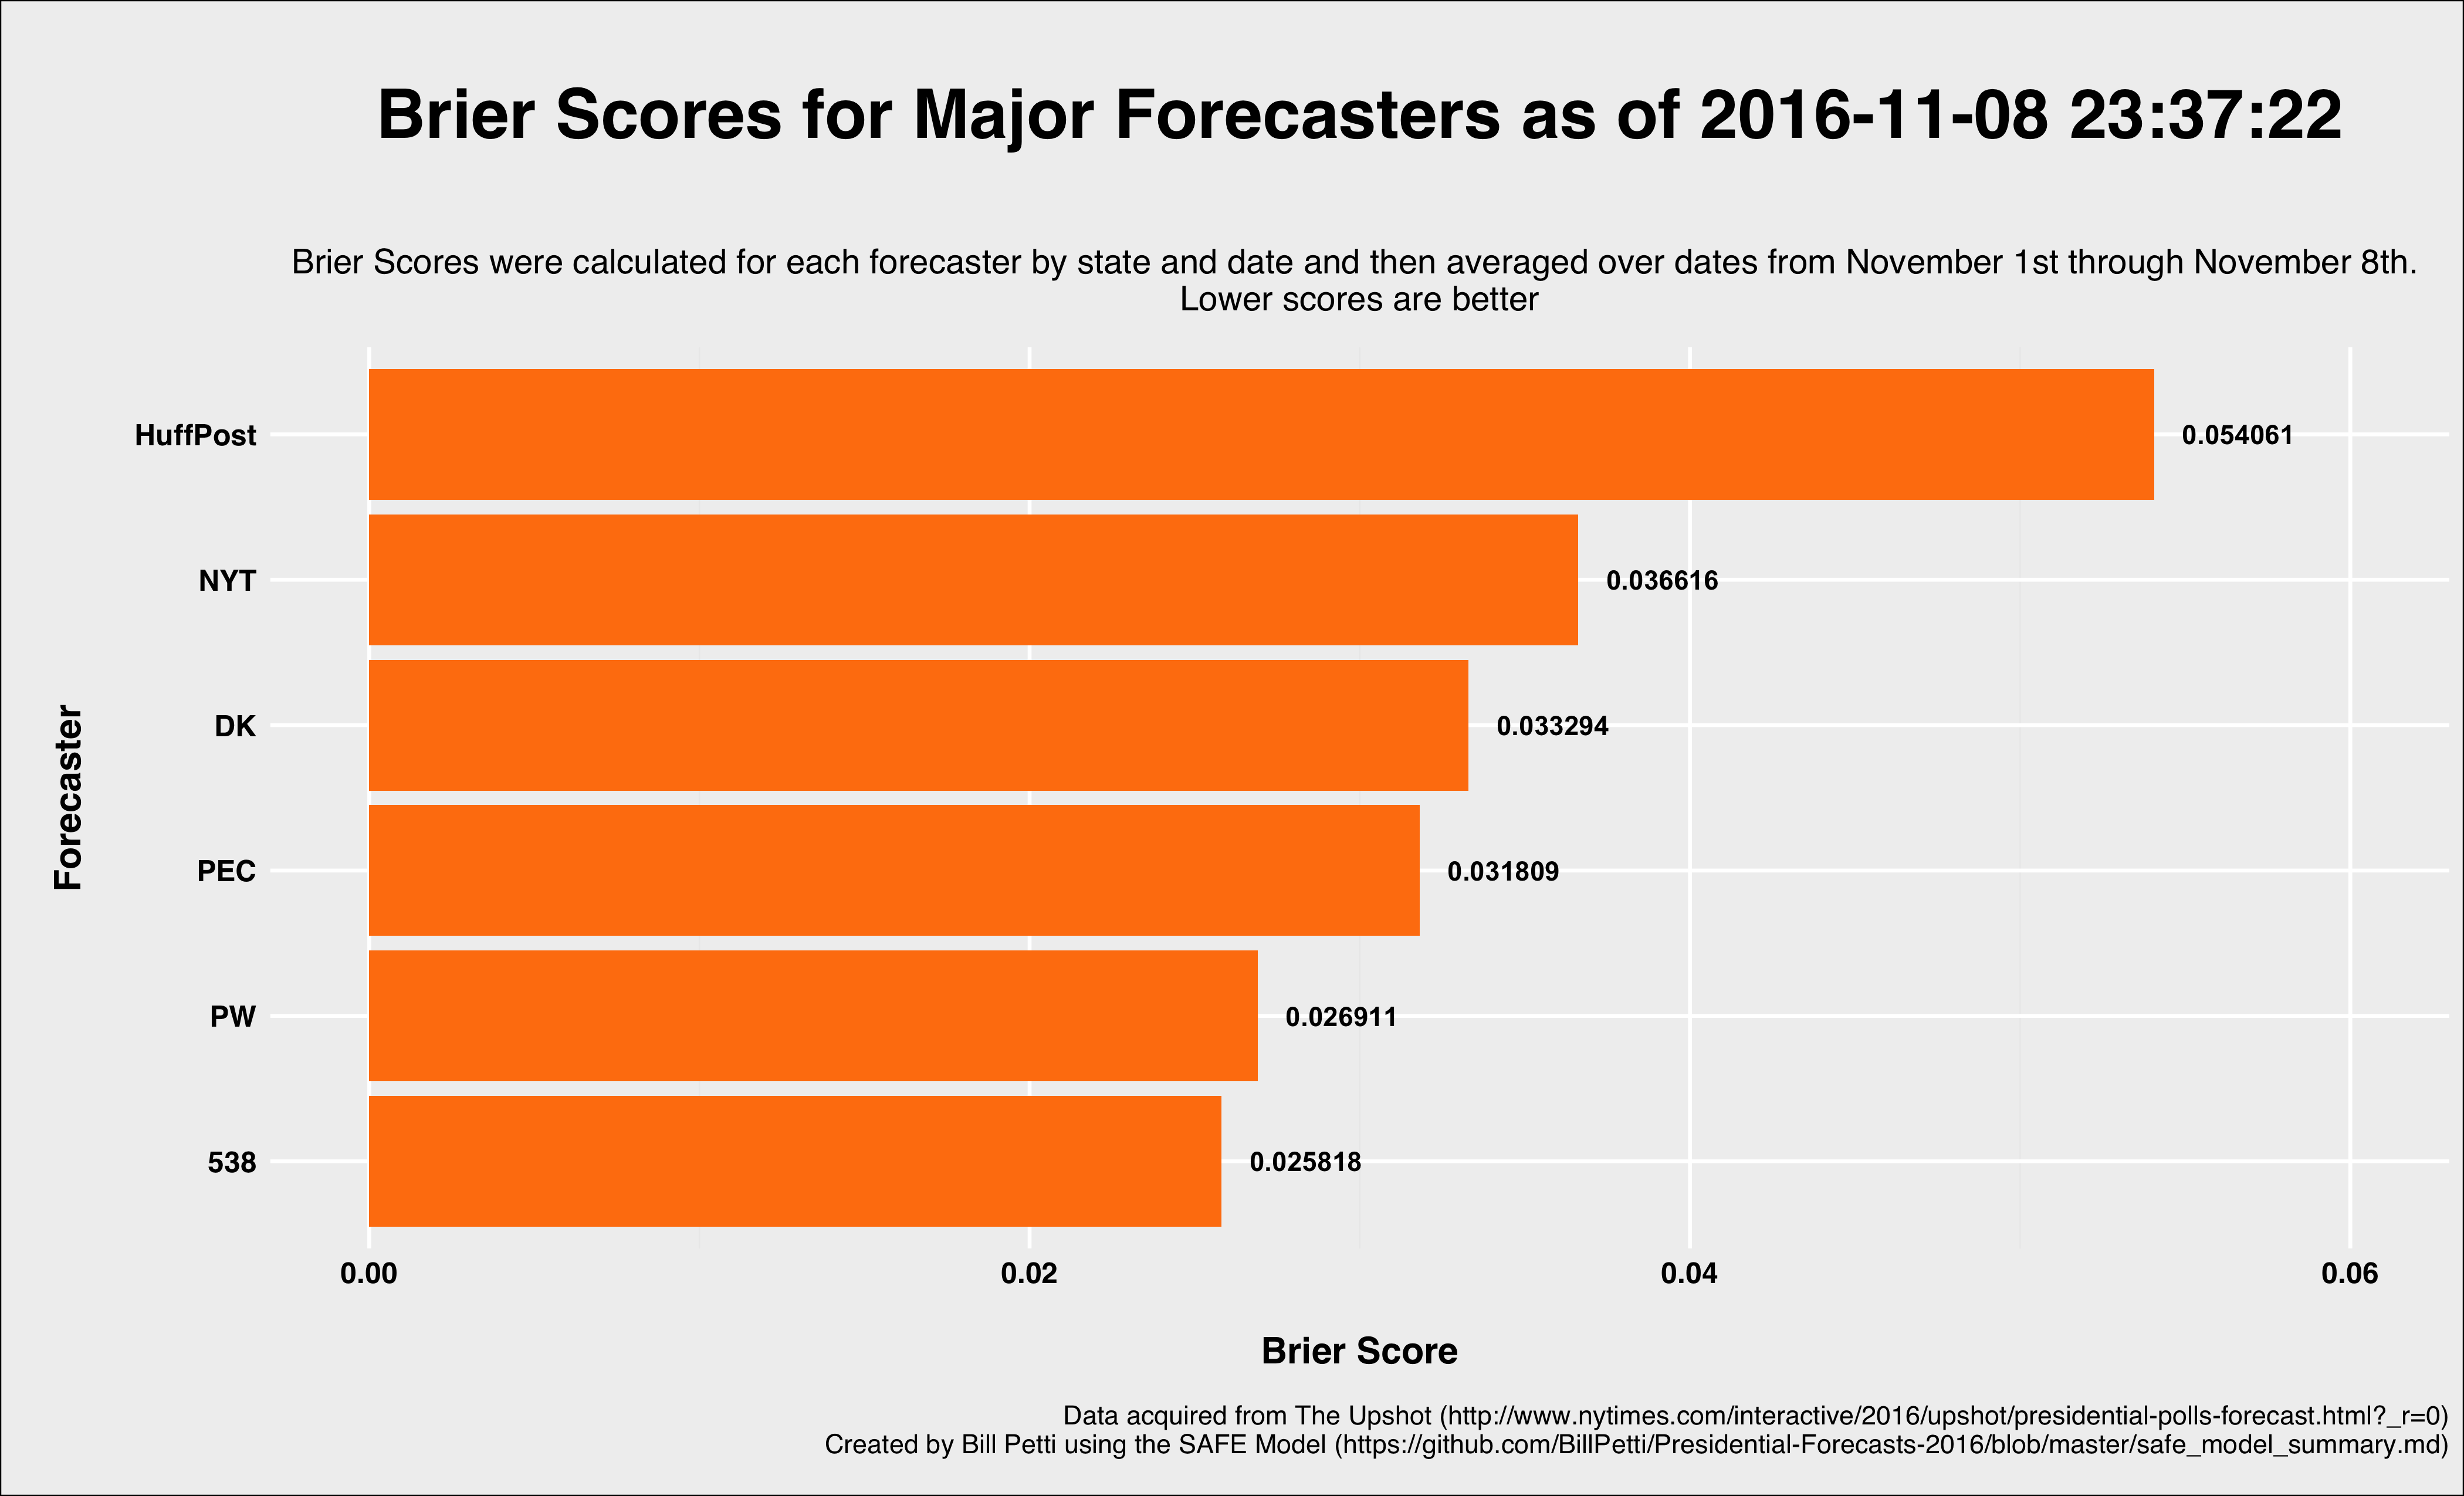 Brier Scores for Major Forecasters as of 2016-11-08 23:37:22
Brier Scores were calculated for each forecaster by state and date and then averaged over dates from November 1st through November 8th.
Lower scores are better
Forecaster
HuffPost 0.054061
NYT 0.036616
DK 0.033294
PEC 0.031809
PW 0.026911
538 0.025818
0.00 0.02 0.04 0.06
Brier Score
Data acquired from The Upshot (http://www.nytimes.com/interactive/2016/upshot/presidential-polls-forecast.html?_r=0)
Created by Bill Petti using the SAFE Model (https://github.com/BillPetti/Presidential-Forecasts-2016/blob/master/safe_model_summary.md)